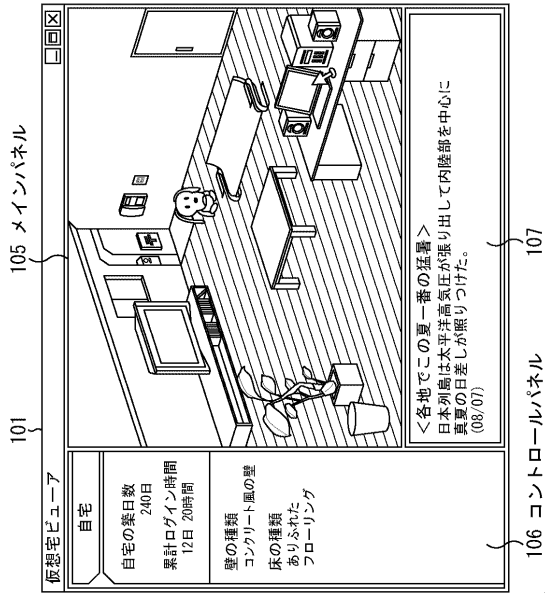 101
105 メインパネル
仮想宅ビューア
自宅
自宅の築日数
240日
累計ログイン時間
12日 20時間
壁の種類
コンクリート風の壁
床の種類
ありふれた
フローリング
<各地でこの夏一番の猛暑>
日本列島は太平洋高気圧が張り出して内陸部を中心に
真夏の日差しが照りつけた。
(08/07)
106 コントロールパネル
107